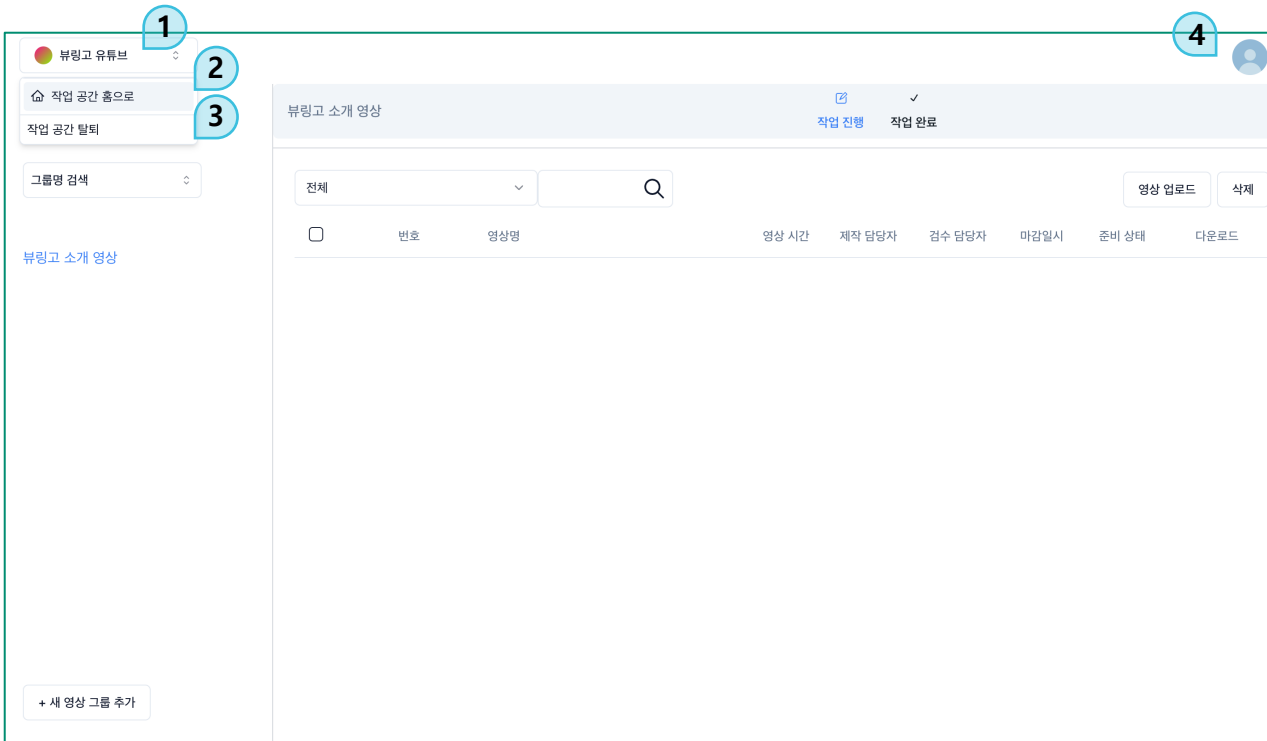 1
4
뷰링고 유튜브
2
작업 공간 홈으로
3
작업 공간 탈퇴
뷰링고 소개 영상
작업 진행 작업 완료
그룹명 검색
전체
영상 업로드 삭제
번호 영상명 영상 시간 제작 담당자 검수 담당자 마감일시 준비 상태 다운로드
뷰링고 소개 영상
+ 새 영상 그룹 추가